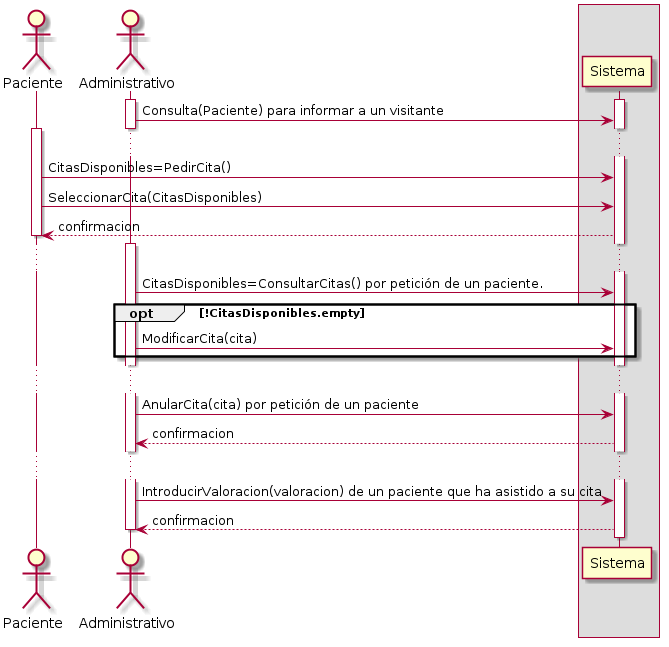 Paciente
Administrativo
Sistema
Consulta(Paciente) para informar a un visitante
CitasDisponibles=PedirCita()
SeleccionarCita(CitasDisponibles)
confirmacion
CitasDisponibles=ConsultarCitas() por petición de un paciente.
opt [!CitasDisponibles.empty]
ModificarCita(cita)
AnularCita(cita) por petición de un paciente
confirmacion
IntroducirValoracion(valoracion) de un paciente que ha asistido a su cita
confirmacion
Paciente
Administrativo
Sistema